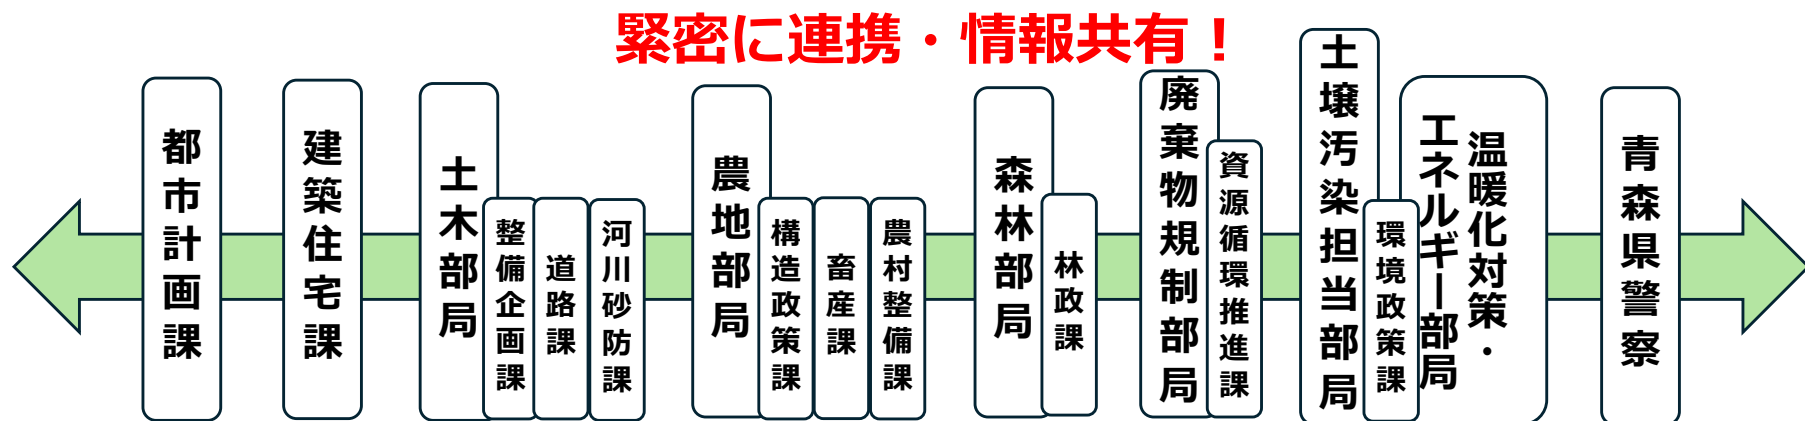 緊密に連携・情報共有！
都市計画課
建築住宅課
土木部局
整備企画課
道路課
河川砂防課
農地部局
構造政策課
畜産課
農村整備課
森林部局
林政課
廃棄物規制部局
資源循環推進課
土壌汚染担当部局
環境政策課
温暖化対策・
エネルギー部局
青森県警察